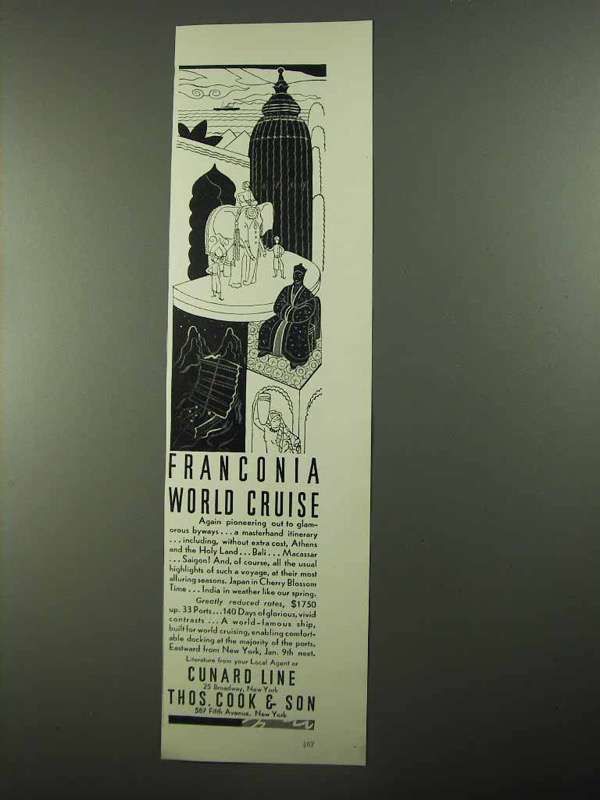 FRANCONIA
WORLD CRUISE
Again pioneering out to glam-
orous byways...a masterhand itinerary
...including, without extra cost, Athens
and the Holy Land...Bali...Macassar
...Saigon! And, of course, all the usual
highlights of such a voyage, at their most
alluring seasons. Japan in Cherry Blossom
Time...India in weather like our spring.
Greatly reduced rates, $1750
up. 33 Ports...140 Days of glorious, vivid
contrasts...A world-famous ship,
built for world cruising, enabling comfort-
able docking at the majority of the ports.
Eastward from New York, Jan. 9th next.
Literature from your Local Agent or
CUNARD LINE
25 Broadway, New York
THOS. COOK & SON
587 Fifth Avenue, New York